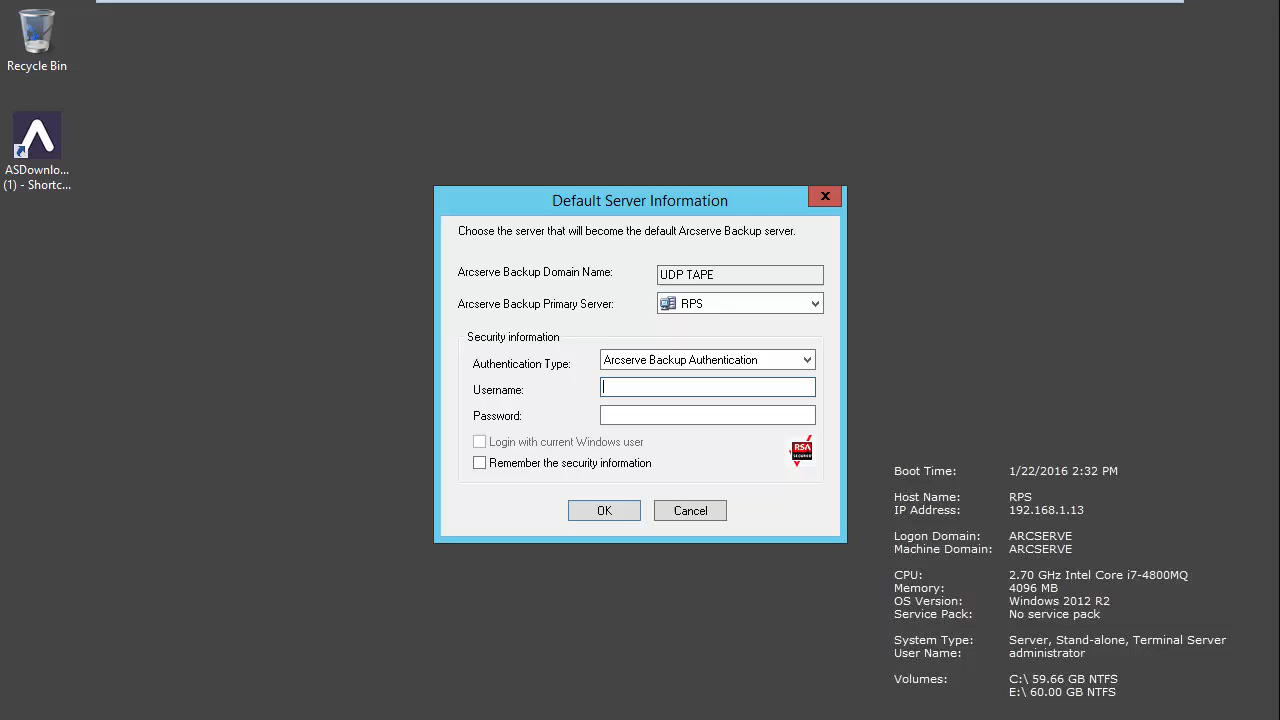 Recycle Bin
ASDownlo...
(1) - Shortc...
Default Server Information
X
Choose the server that will become the default Arcserve Backup server.
Arcserve Backup Domain Name: UDP TAPE
Arcserve Backup Primary Server: RPS
Security information
Authentication Type: Arcserve Backup Authentication
Username:
Password:
Login with current Windows user
Remember the security information
RSA
SECURED
OK Cancel
Boot Time: 1/22/2016 2:32 PM
Host Name: RPS
IP Address: 192.168.1.13
Logon Domain: ARCSERVE
Machine Domain: ARCSERVE
CPU: 2.70 GHz Intel Core i7-4800MQ
Memory: 4096 MB
OS Version: Windows 2012 R2
Service Pack: No service pack
System Type: Server, Stand-alone, Terminal Server
User Name: administrator
Volumes: C:\ 59.66 GB NTFS
E:\ 60.00 GB NTFS